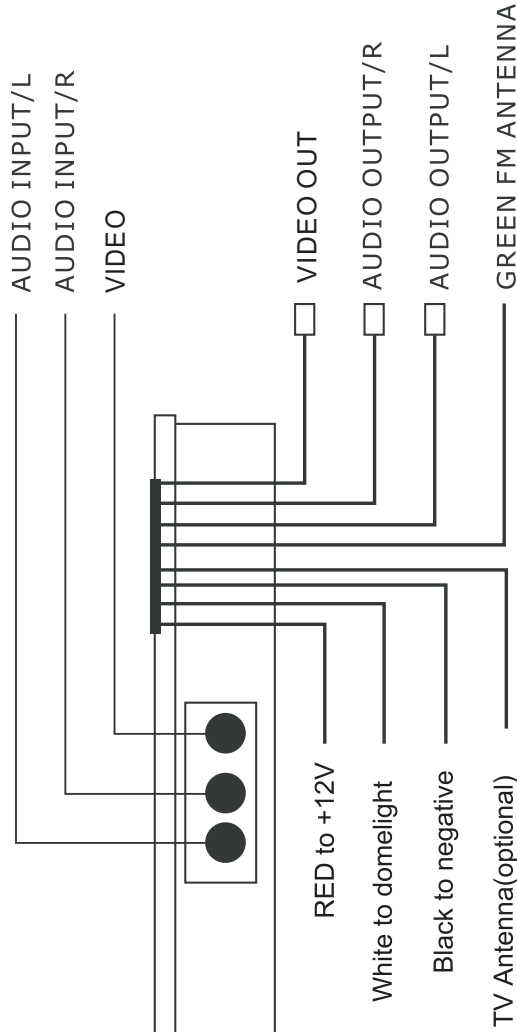 AUDIO INPUT/L
AUDIO INPUT/R
VIDEO
VIDEO OUT
AUDIO OUTPUT/R
AUDIO OUTPUT/L
GREEN FM ANTENNA
RED to +12V
White to domelight
Black to negative
TV Antenna(optional)